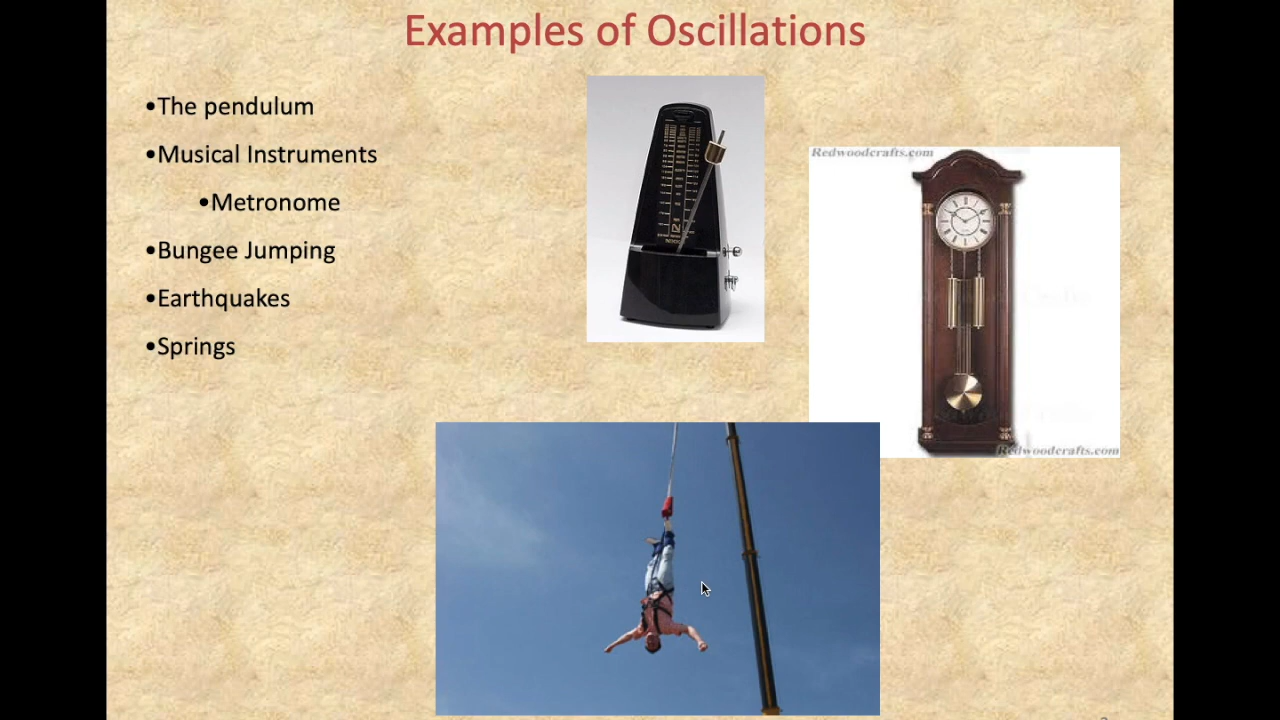 Examples of Oscillations
•The pendulum
•Musical Instruments
•Metronome
•Bungee Jumping
•Earthquakes
•Springs
Redwoodcrafts.com
Redwoodcrafts.com